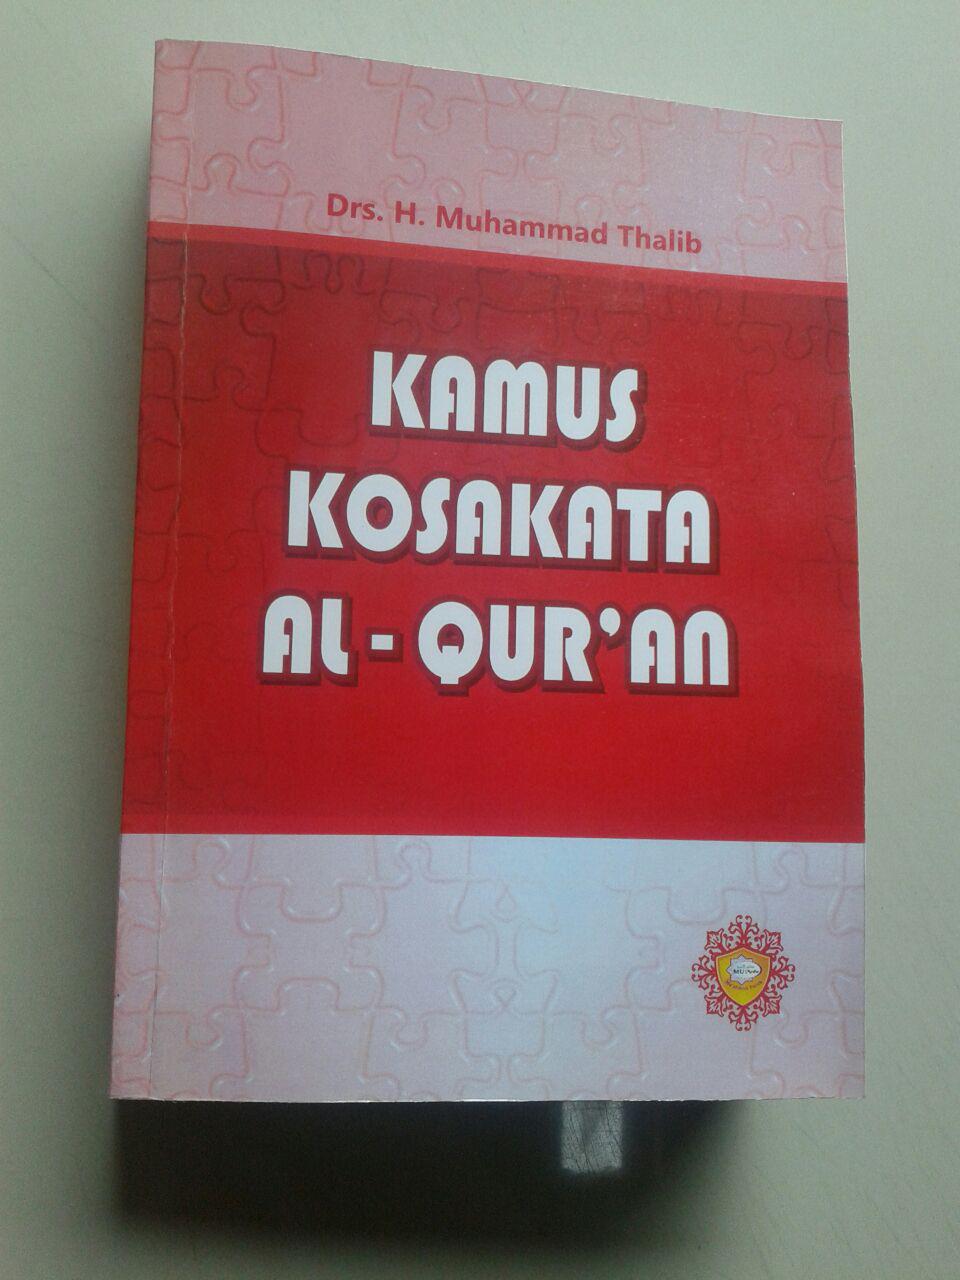 Drs. H. Muhammad Thalib
KAMUS
KOSAKATA
AL - QUR'AN